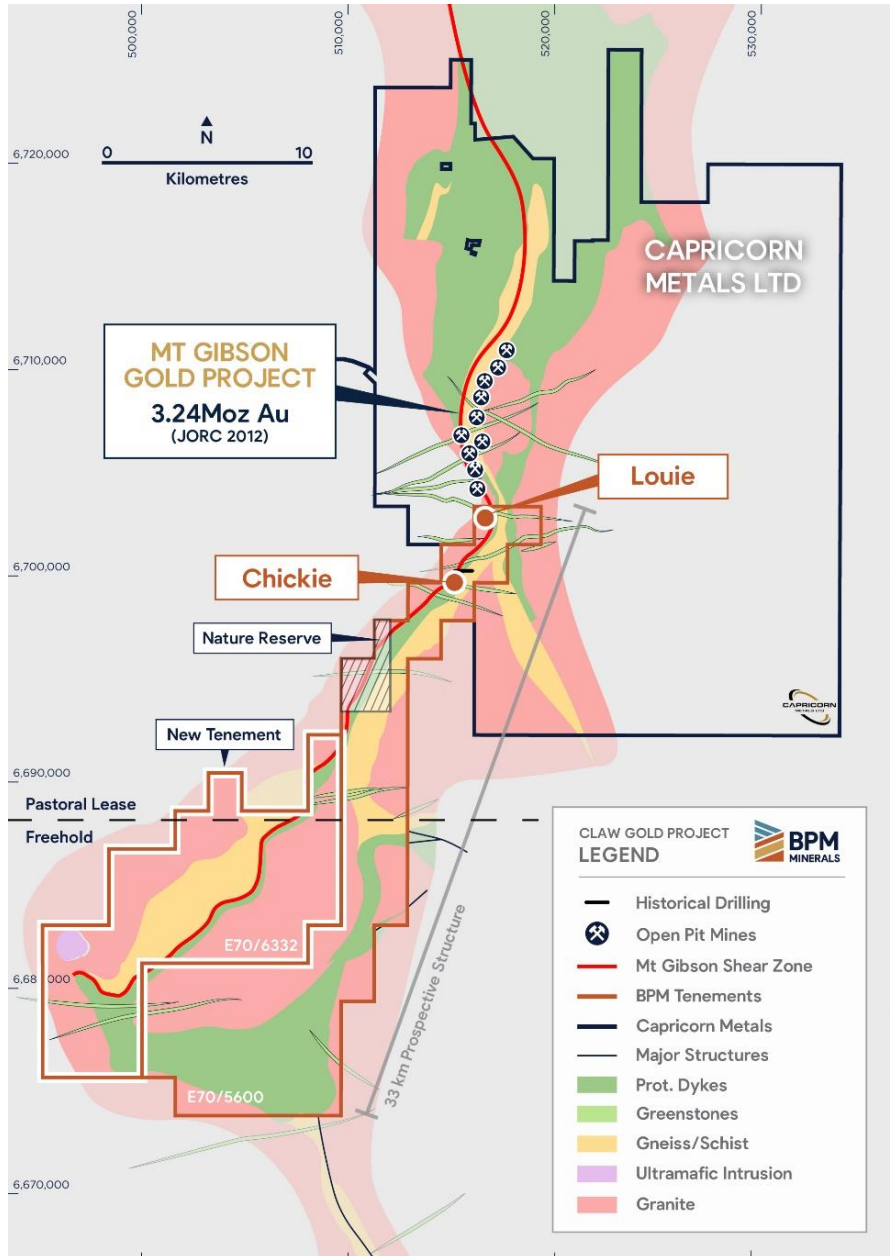 500,000
510,000
520,000
530,000
6,720,000
6,710,000
6,700,000
6,690,000
6,670,000
N
0 10
Kilometres
CAPRICORN
METALS LTD
MT GIBSON
GOLD PROJECT
3.24Moz Au
(JORC 2012)
Louie
Chickie
Nature Reserve
New Tenement
Pastoral Lease
Freehold
E70/6332
E70/5600
33 km Prospective Structure
CAPRICORN
CLAW GOLD PROJECT
LEGEND
BPM
MINERALS
Historical Drilling
Open Pit Mines
Mt Gibson Shear Zone
BPM Tenements
Capricorn Metals
Major Structures
Prot. Dykes
Greenstones
Gneiss/Schist
Ultramafic Intrusion
Granite